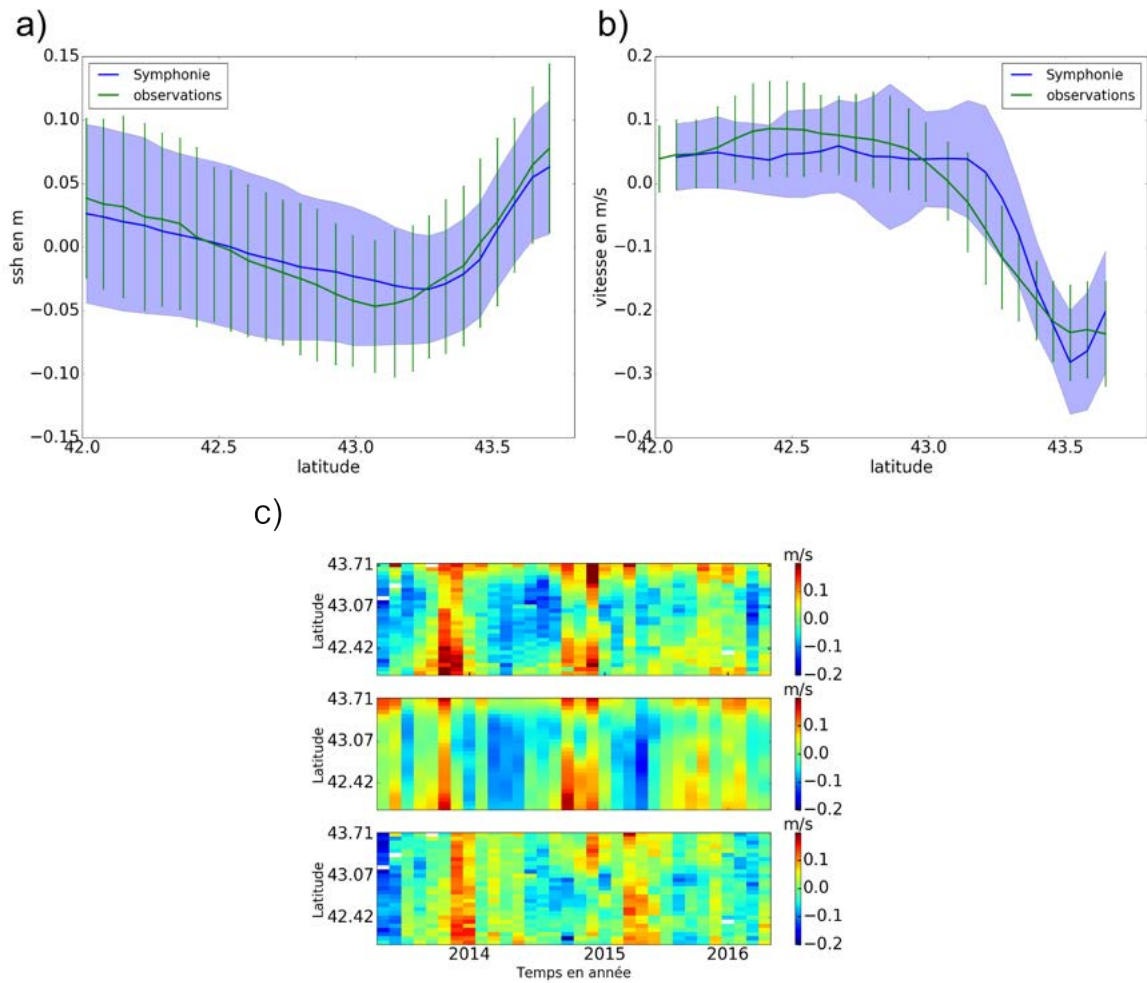 a)
0.15
0.10
0.05
0.00
−0.05
−0.10
−0.15
ssh en m
Symphonie
observations
42.0 42.5 43.0 43.5
latitude
b)
0.2
0.1
0.0
−0.1
−0.2
−0.3
−0.4
vitesse en m/s
Symphonie
observations
42.0 42.5 43.0 43.5
latitude
c)
43.71
43.07
42.42
Latitude
m/s
0.1
0.0
−0.1
−0.2
43.71
43.07
42.42
Latitude
m/s
0.1
0.0
−0.1
−0.2
43.71
43.07
42.42
Latitude
m/s
0.1
0.0
−0.1
−0.2
2014 2015 2016
Temps en année